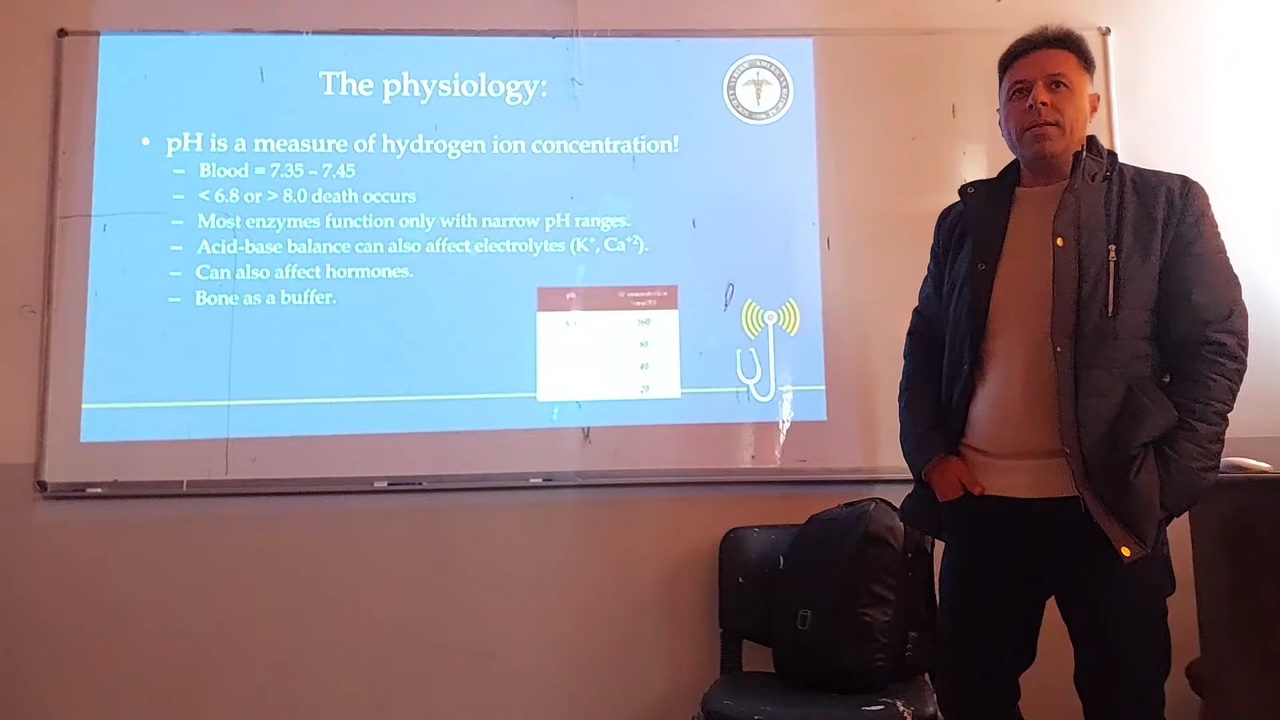 The physiology:
• pH is a measure of hydrogen ion concentration!
– Blood = 7.35 – 7.45
– < 6.8 or > 8.0 death occurs
– Most enzymes function only with narrow pH ranges.
– Acid-base balance can also affect electrolytes (K⁺, Ca⁺²).
– Can also affect hormones.
– Bone as a buffer.
pH
160
80
40
20